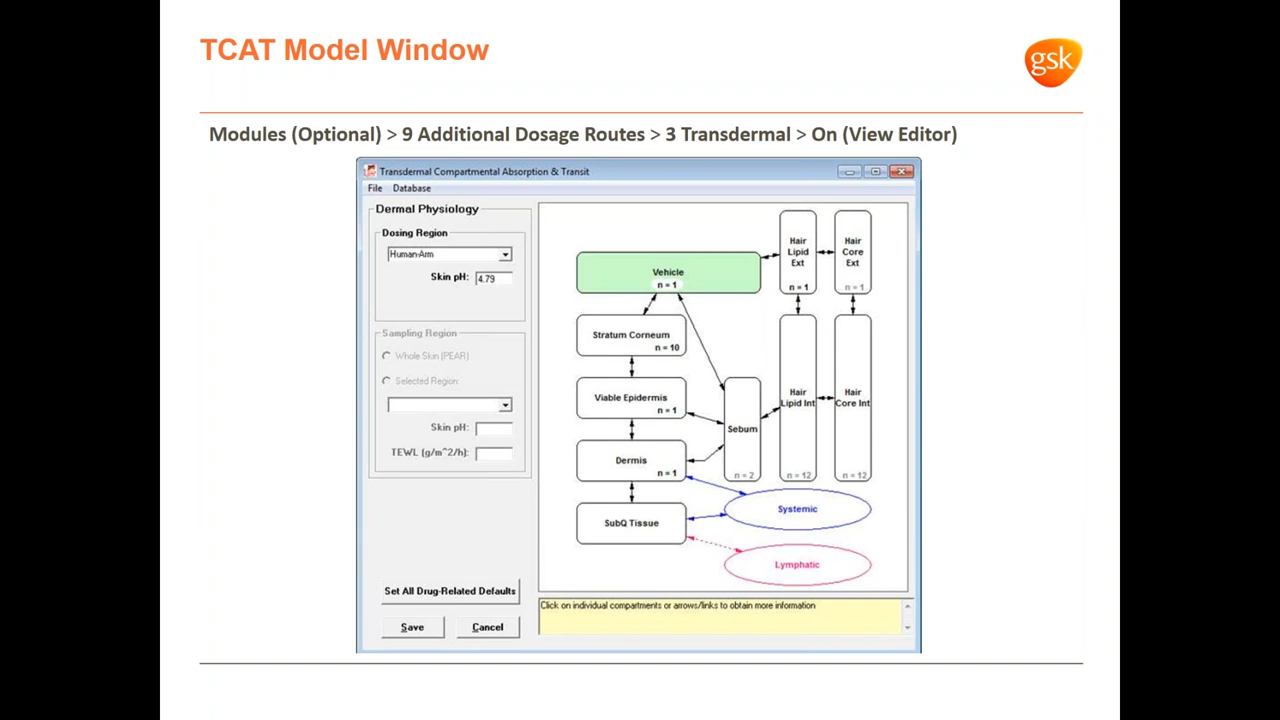 TCAT Model Window
gsk
Modules (Optional) > 9 Additional Dosage Routes > 3 Transdermal > On (View Editor)
Transdermal Compartmental Absorption & Transit
File Database
Dermal Physiology
Dosing Region
Human-Arm
Skin pH: 4.79
Sampling Region
Whole Skin (PEAR)
Selected Region:
Skin pH:
TEWL (g/m^2/h):
Set All Drug-Related Defaults
Save Cancel
Vehicle
n = 1
Stratum Corneum
n = 10
Viable Epidermis
n = 1
Dermis
n = 1
SubQ Tissue
Sebum
n = 2
Hair
Lipid
Ext
n = 1
Hair
Core
Ext
n = 1
Hair
Lipid Int
n = 12
Hair
Core Int
n = 12
Systemic
Lymphatic
Click on individual compartments or arrows/links to obtain more information